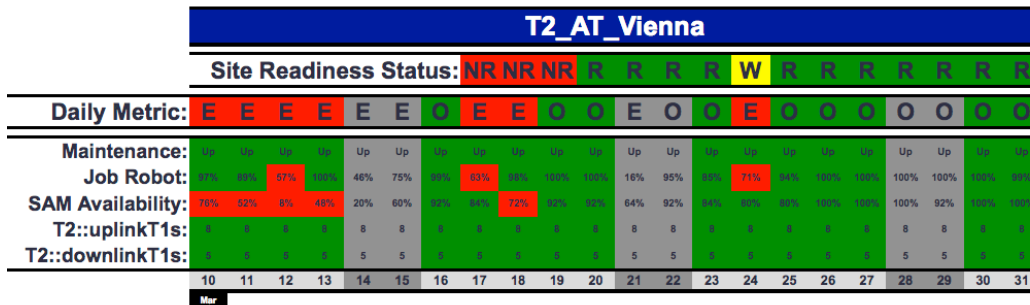 T2_AT_Vienna
Site Readiness Status: NR NR NR R R R R W R R R R R R R
Daily Metric: E E E E E E O E E O O E O O E O O O O O O O
Maintenance: Up Up Up Up Up Up Up Up Up Up Up Up Up Up Up Up Up Up Up Up Up Up
Job Robot: 97% 89% 57% 100% 46% 75% 99% 63% 98% 100% 100% 16% 95% 85% 71% 94% 100% 100% 100% 100% 100% 99%
SAM Availability: 76% 52% 8% 48% 20% 60% 92% 84% 72% 92% 92% 64% 92% 84% 80% 80% 100% 100% 100% 92% 100% 100%
T2::uplinkT1s: 8 8 8 8 8 8 8 8 8 8 8 8 8 8 8 8 8 8 8 8 8 8
T2::downlinkT1s: 5 5 5 5 5 5 5 5 5 5 5 5 5 5 5 5 5 5 5 5 5 5
10 11 12 13 14 15 16 17 18 19 20 21 22 23 24 25 26 27 28 29 30 31
Mar